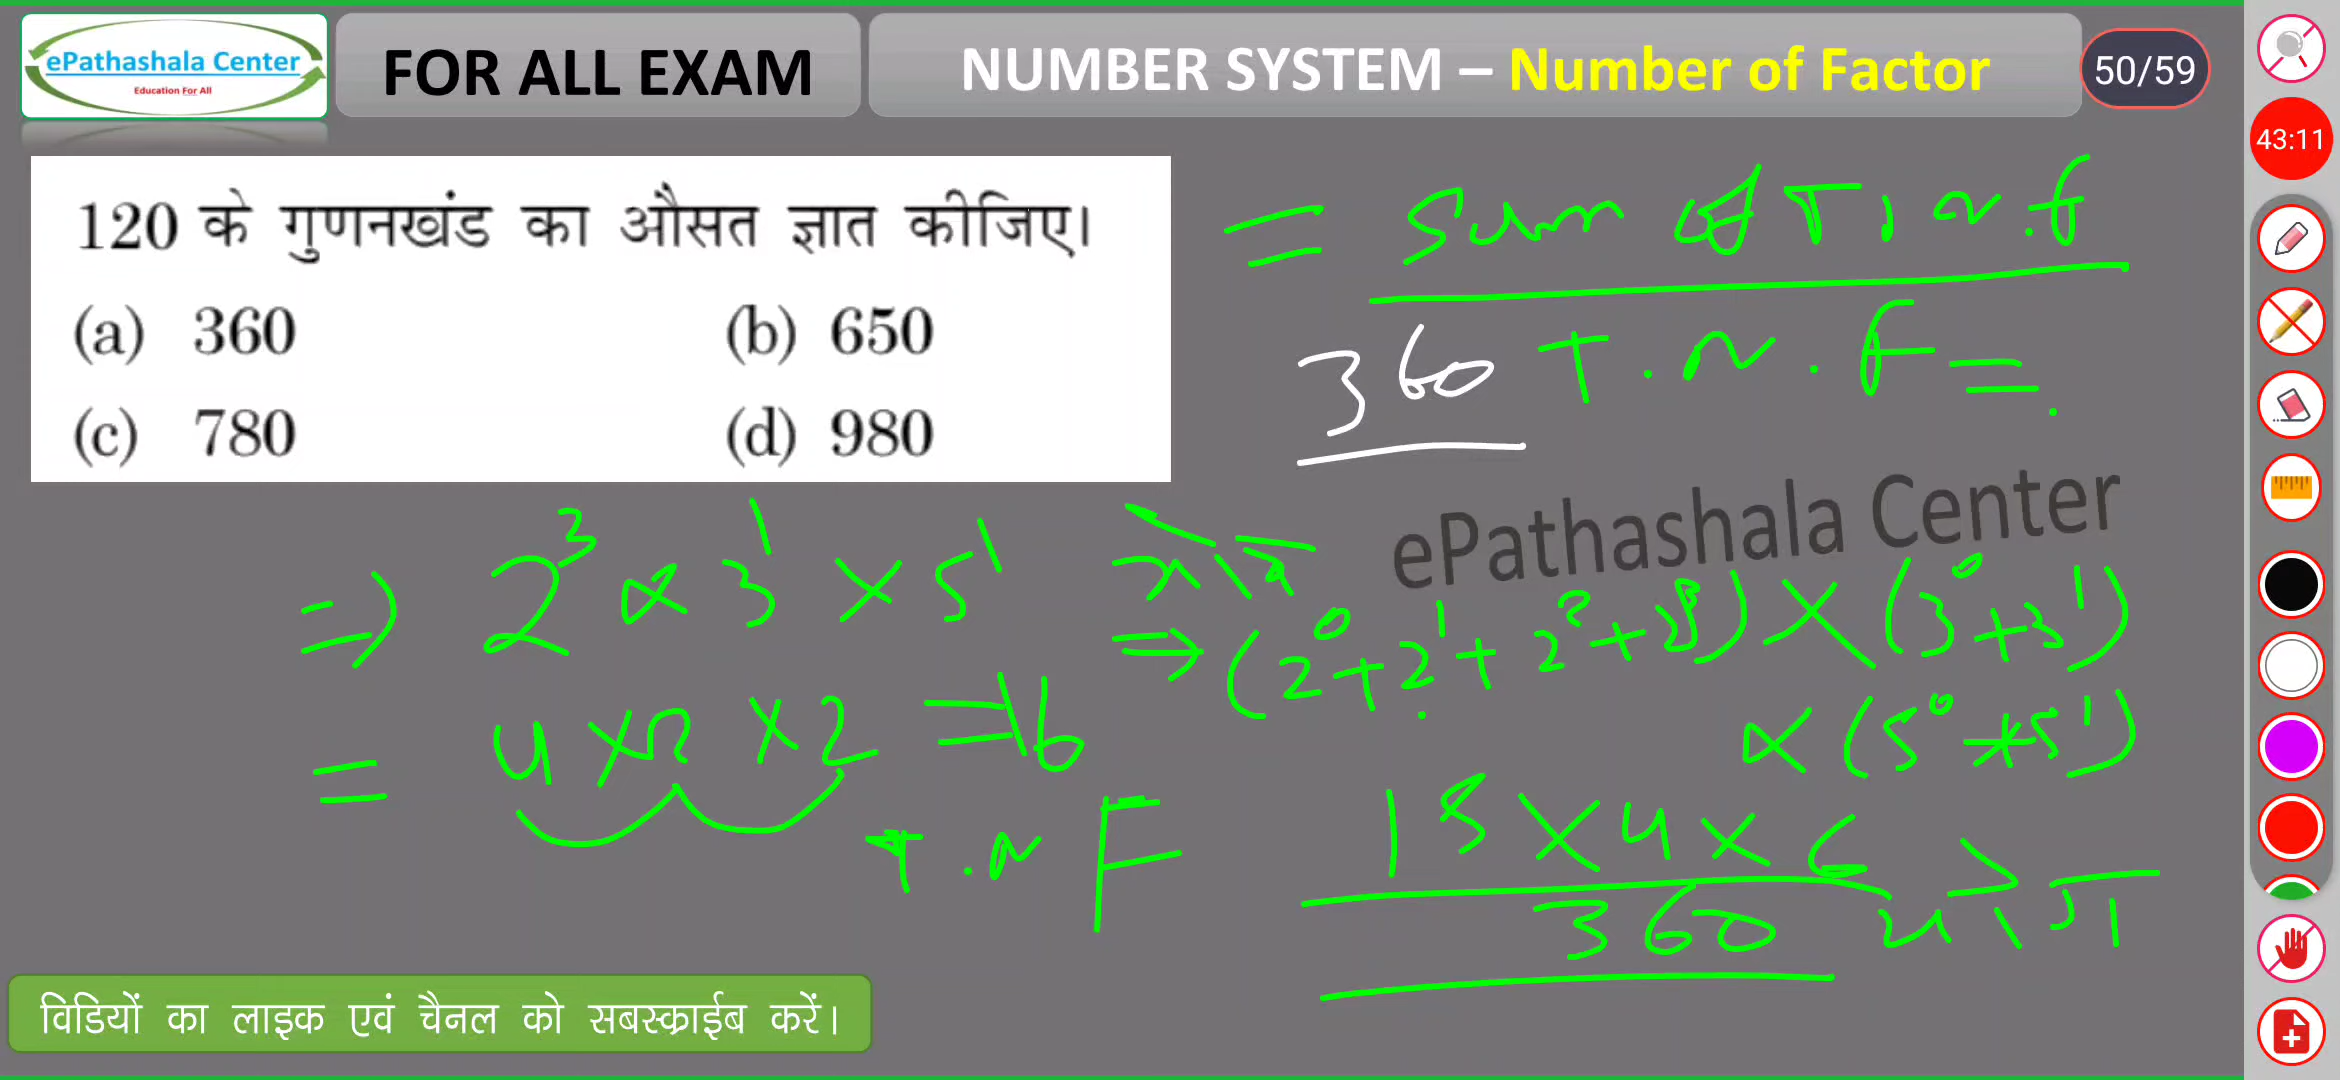 ePathashala Center
Education For All
FOR ALL EXAM
NUMBER SYSTEM – Number of Factor
50/59
43:11
120 के गुणनखंड का औसत ज्ञात कीजिए।
(a) 360 (b) 650
(c) 780 (d) 980
= Sum of T.N.F
360 T.N.F =
ePathashala Center
⇒ 2³ × 3¹ × 5¹
⇒ (2⁰+2¹+2²+2³) × (3⁰+3¹)
× (5⁰+5¹)
= 4×2×2 = 16
T.N F
15×4×6
360
विडियों का लाइक एवं चैनल को सबस्क्राईब करें।